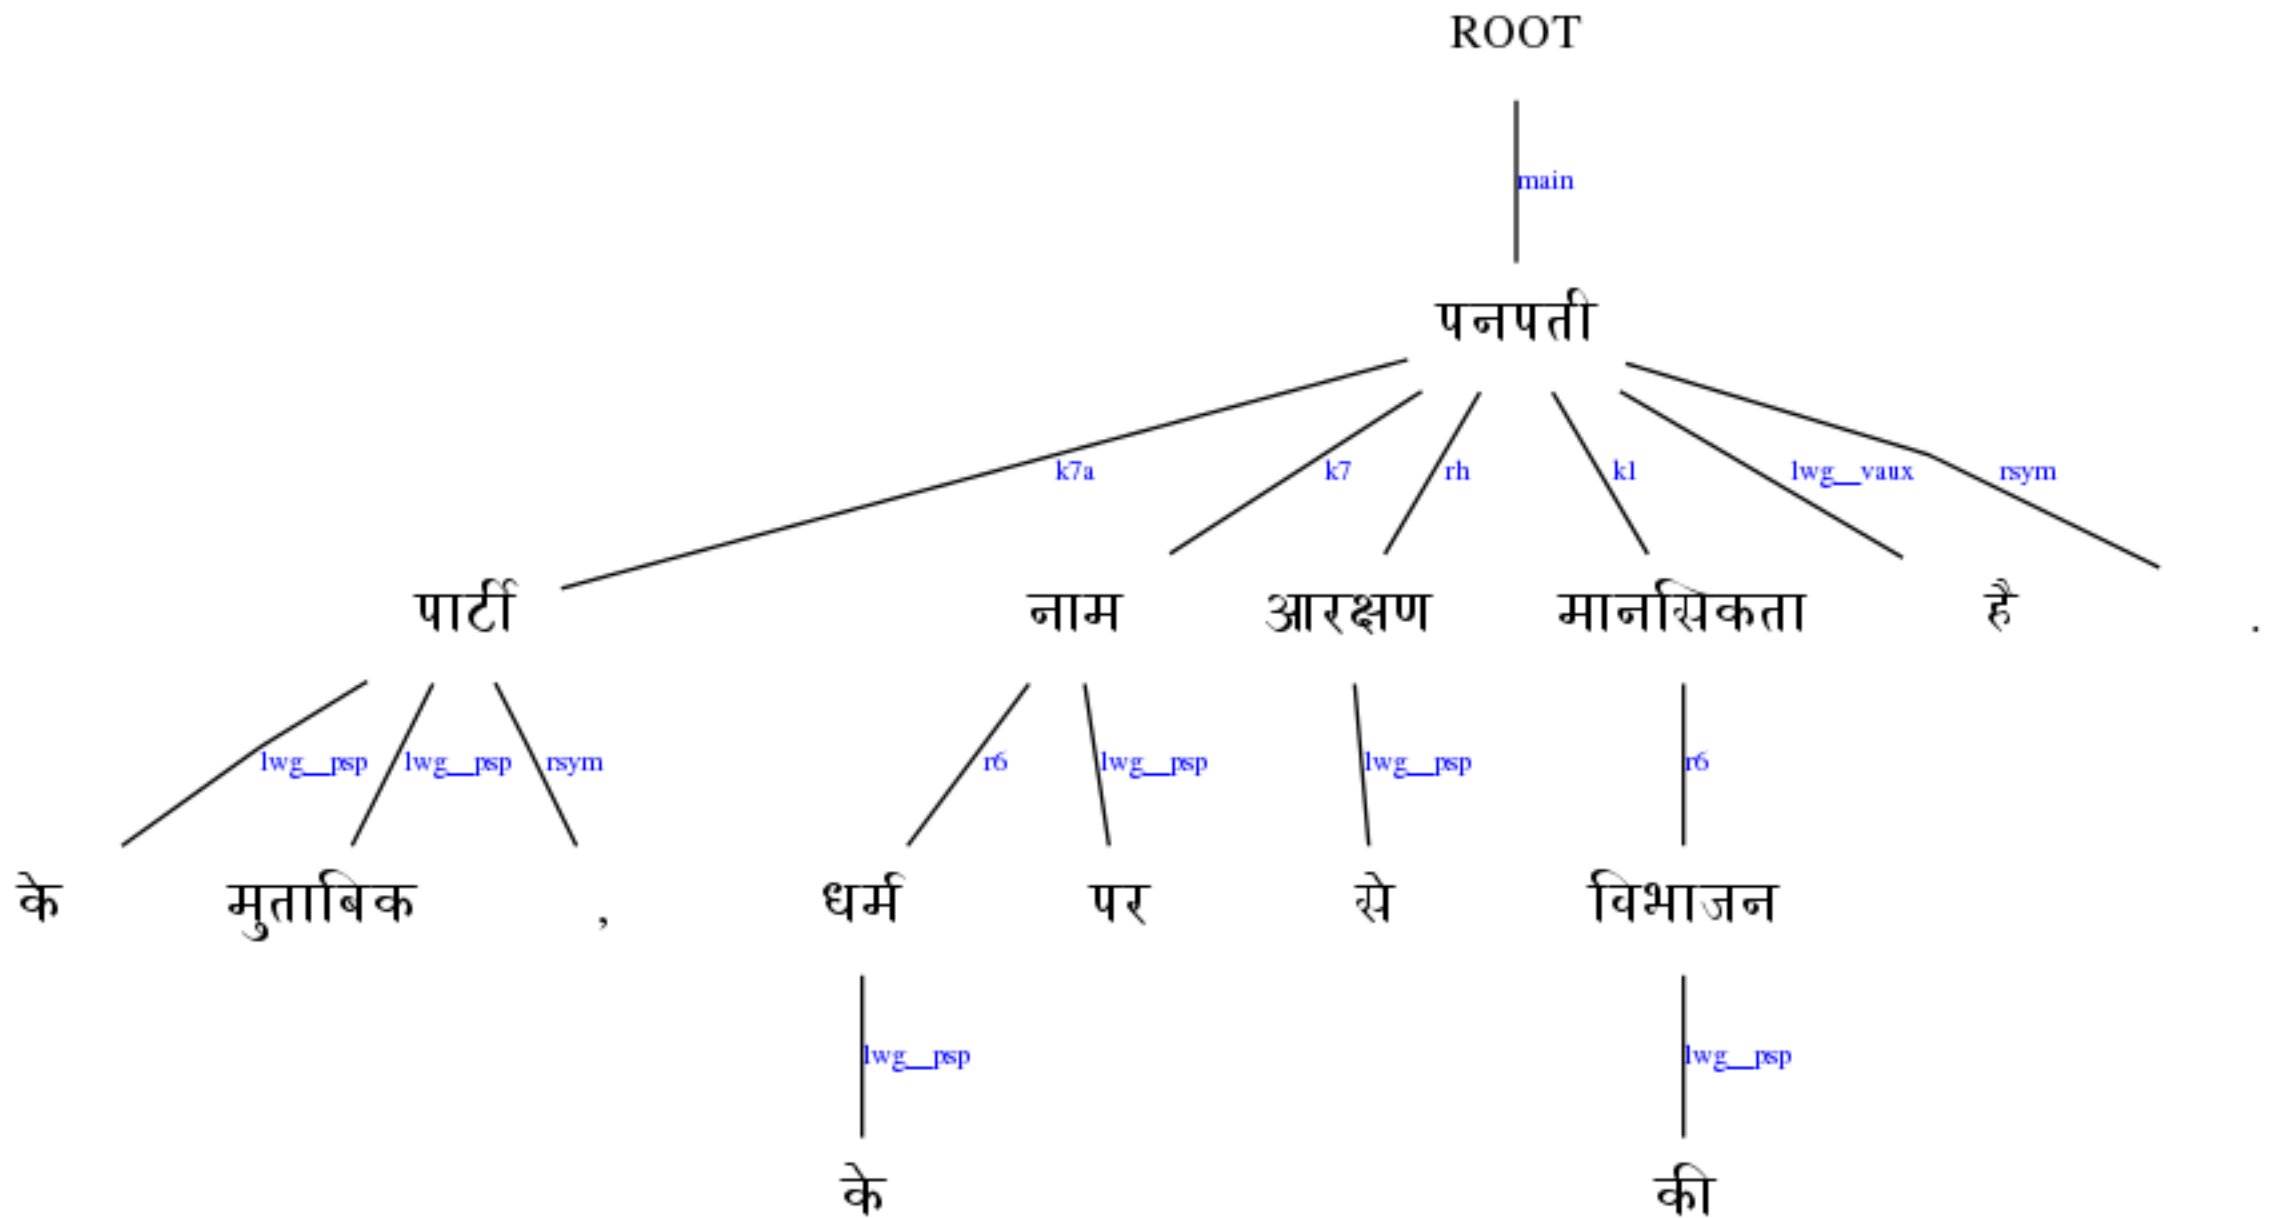 ROOT
main
पनपती
k7a k7 rh k1 lwg__vaux rsym
पार्टी नाम आरक्षण मानसिकता है .
lwg__psp lwg__psp rsym r6 lwg__psp lwg__psp r6
के मुताबिक , धर्म पर से विभाजन
lwg__psp lwg__psp
के की